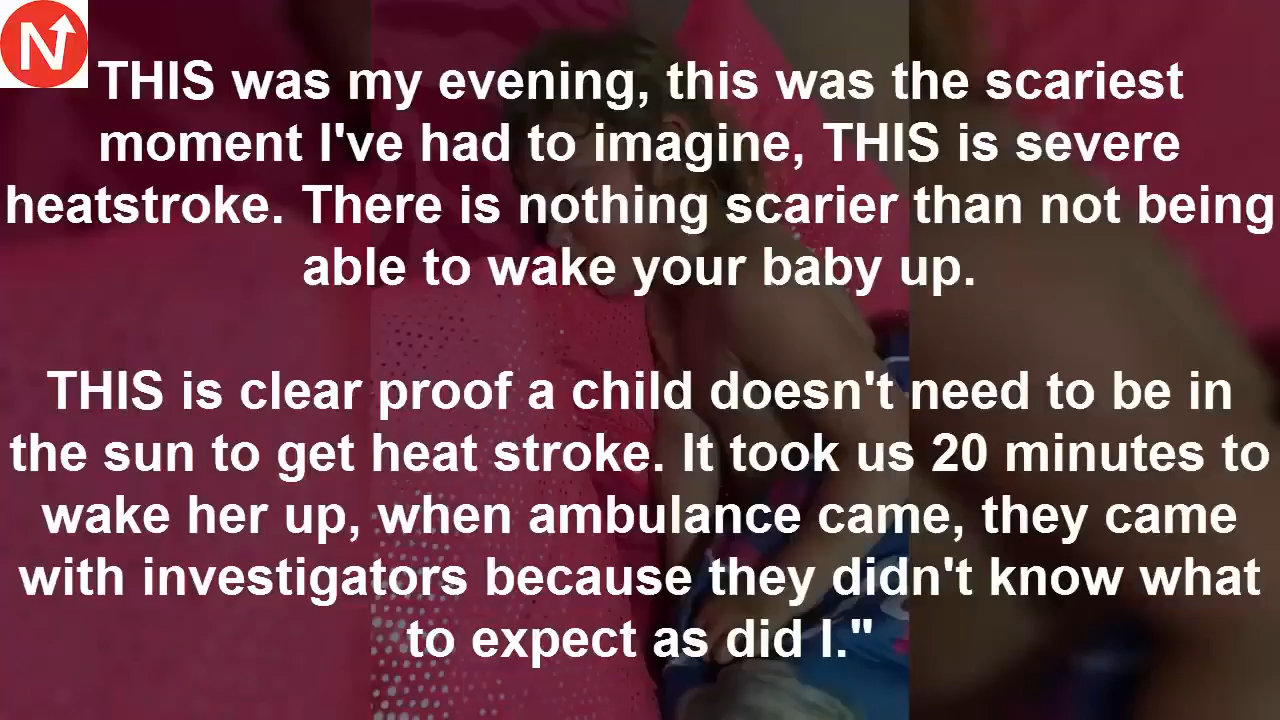 N
THIS was my evening, this was the scariest
moment I've had to imagine, THIS is severe
heatstroke. There is nothing scarier than not being
able to wake your baby up.
THIS is clear proof a child doesn't need to be in
the sun to get heat stroke. It took us 20 minutes to
wake her up, when ambulance came, they came
with investigators because they didn't know what
to expect as did I."